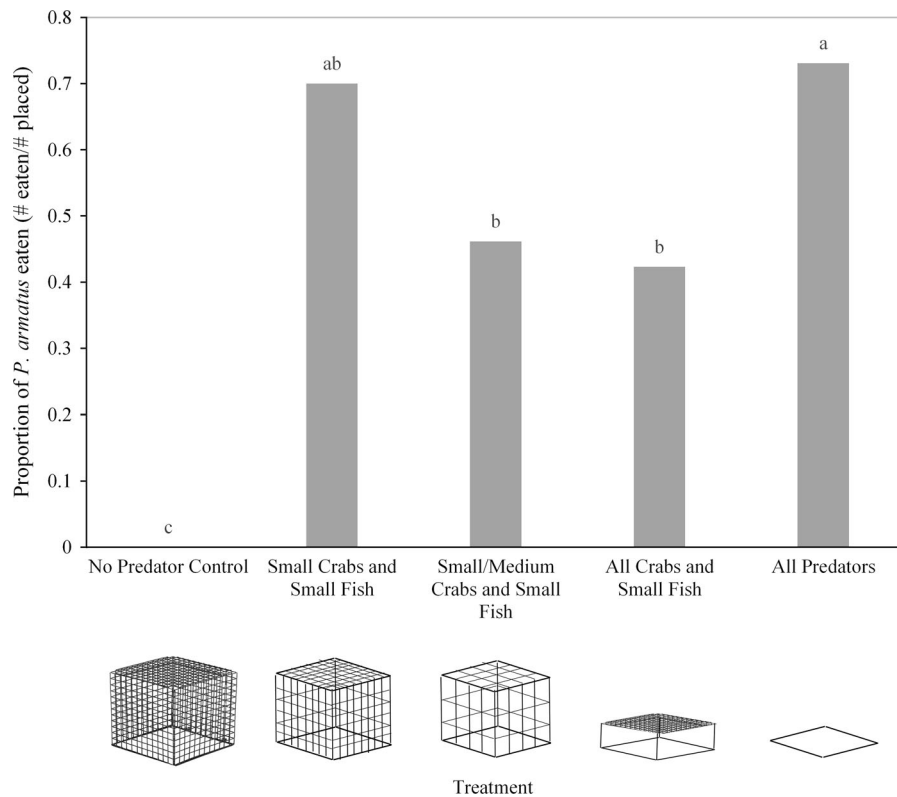 Proportion of P. armatus eaten (# eaten/# placed)
0.8
0.7
0.6
0.5
0.4
0.3
0.2
0.1
0
c
ab
b
b
a
No Predator Control
Small Crabs and
Small Fish
Small/Medium
Crabs and Small
Fish
All Crabs and
Small Fish
All Predators
Treatment